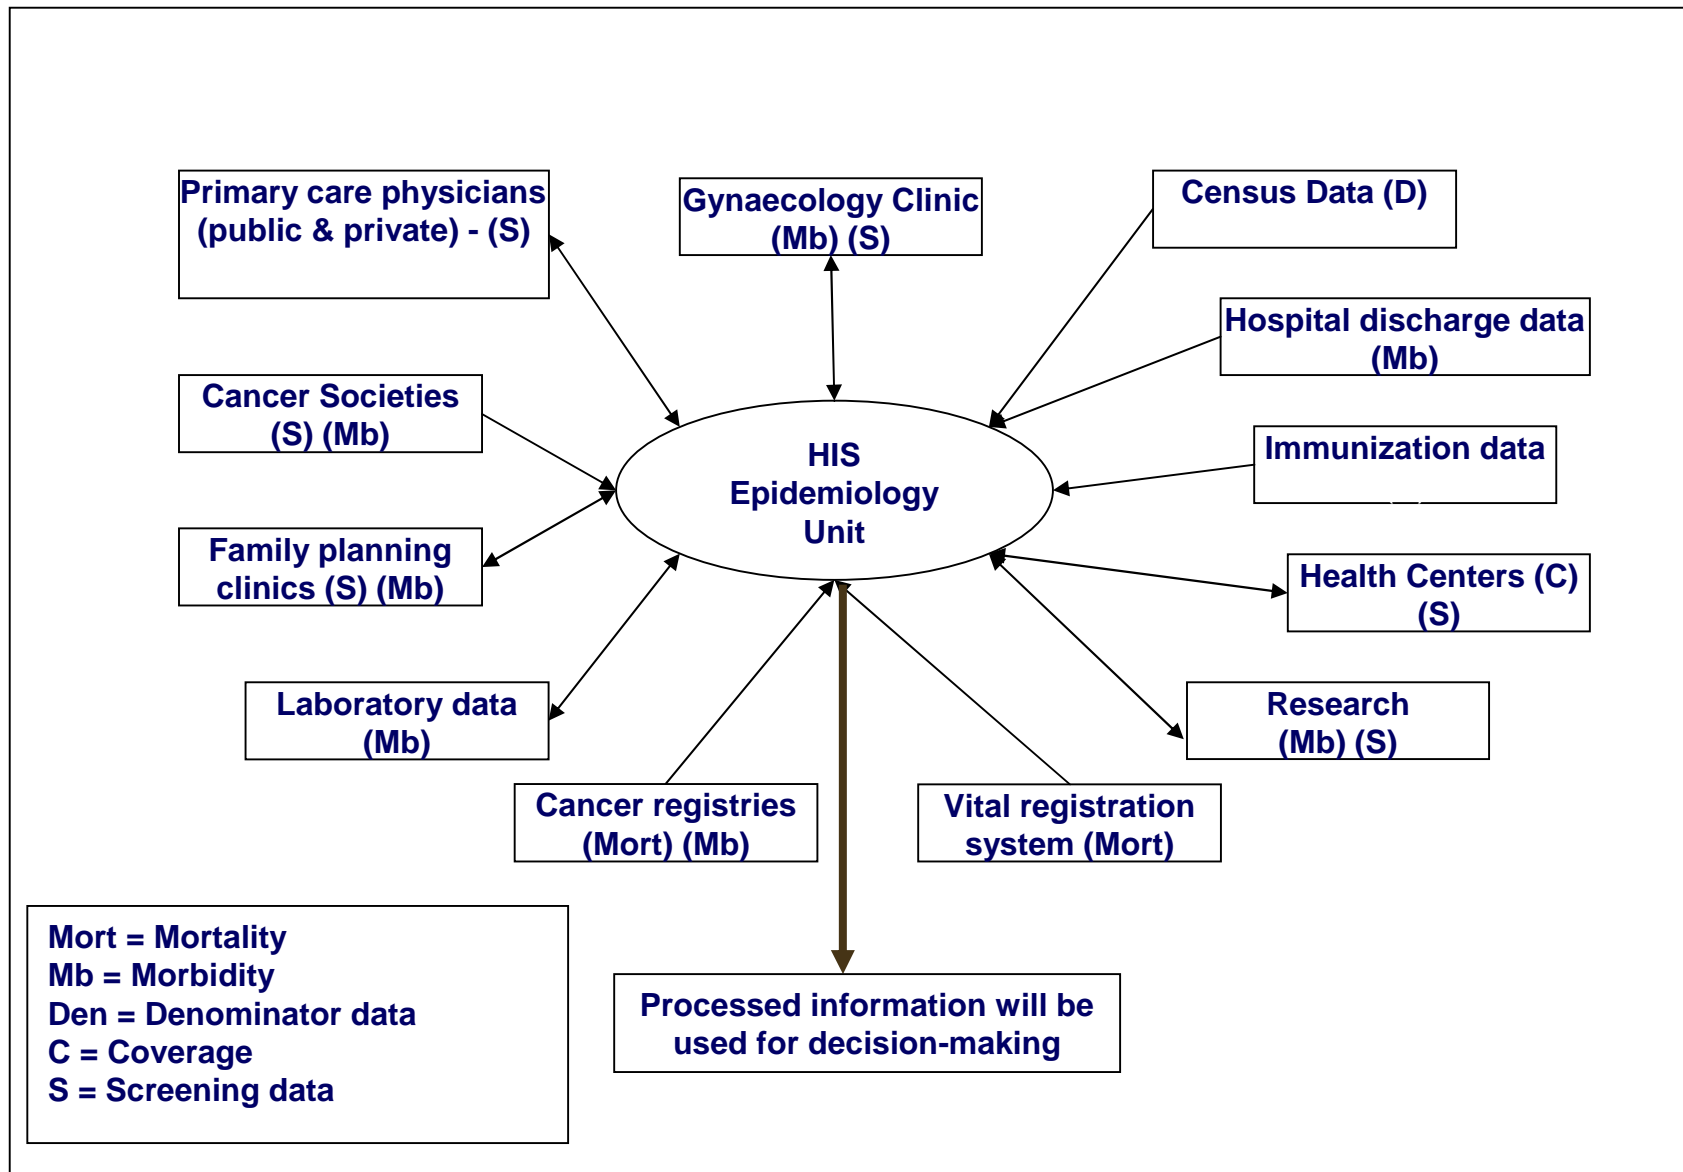 Primary care physicians
(public & private) - (S)
Gynaecology Clinic
(Mb) (S)
Census Data (D)
Hospital discharge data
(Mb)
Cancer Societies
(S) (Mb)
HIS
Epidemiology
Unit
Immunization data
Family planning
clinics (S) (Mb)
Health Centers (C)
(S)
Laboratory data
(Mb)
Research
(Mb) (S)
Cancer registries
(Mort) (Mb)
Vital registration
system (Mort)
Mort = Mortality
Mb = Morbidity
Den = Denominator data
C = Coverage
S = Screening data
Processed information will be
used for decision-making